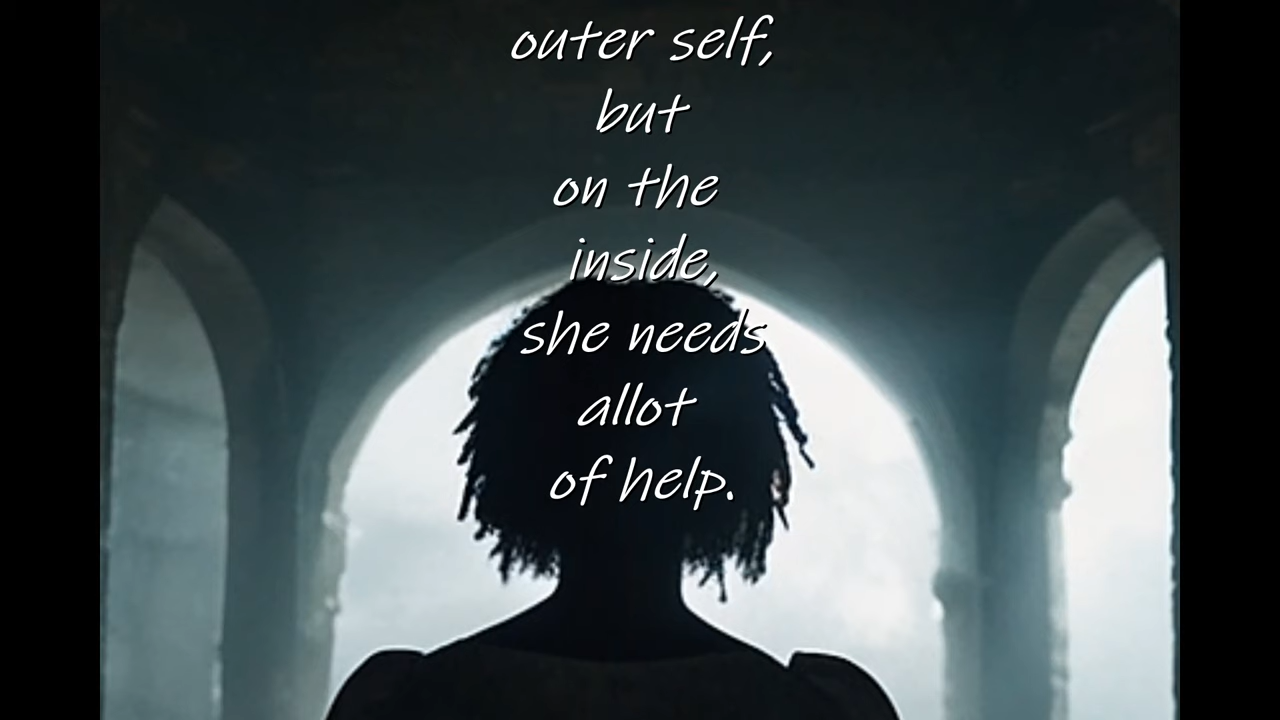 outer self,
but
on the
inside,
she needs
allot
of help.